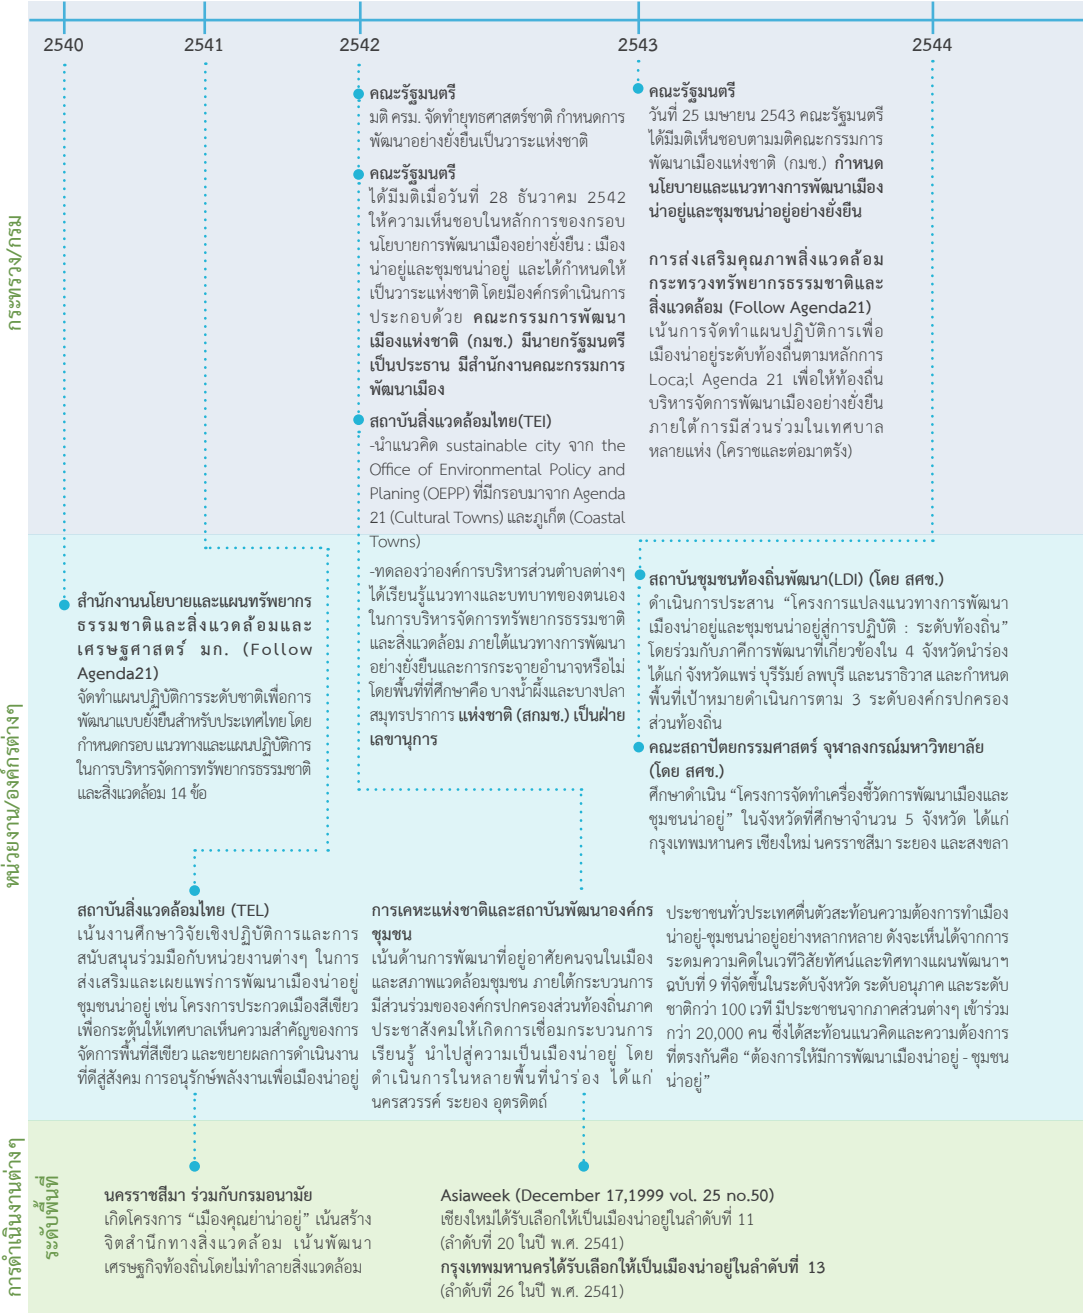 2540
2541
2542
2543
2544
กระทรวง/กรม
คณะรัฐมนตรี
มติ ครม. จัดทำยุทธศาสตร์ชาติ กำหนดการ
พัฒนาอย่างยั่งยืนเป็นวาระแห่งชาติ
คณะรัฐมนตรี
ได้มีมติเมื่อวันที่ 28 ธันวาคม 2542
ให้ความเห็นชอบในหลักการของกรอบ
นโยบายการพัฒนาเมืองอย่างยั่งยืน : เมือง
น่าอยู่และชุมชนน่าอยู่ และได้กำหนดให้
เป็นวาระแห่งชาติ โดยมีองค์กรดำเนินการ
ประกอบด้วย คณะกรรมการพัฒนา
เมืองแห่งชาติ (กมช.) มีนายกรัฐมนตรี
เป็นประธาน มีสำนักงานคณะกรรมการ
พัฒนาเมือง
สถาบันสิ่งแวดล้อมไทย(TEI)
-นำแนวคิด sustainable city จาก the
Office of Environmental Policy and
Planing (OEPP) ที่มีกรอบมาจาก Agenda
21 (Cultural Towns) และภูเก็ต (Coastal
Towns)
-ทดลองว่าองค์การบริหารส่วนตำบลต่างๆ
ได้เรียนรู้แนวทางและบทบาทของตนเอง
ในการบริหารจัดการทรัพยากรธรรมชาติ
และสิ่งแวดล้อม ภายใต้แนวทางการพัฒนา
อย่างยั่งยืนและการกระจายอำนาจหรือไม่
โดยพื้นที่ที่ศึกษาคือ บางน้ำผึ้งและบางปลา
สมุทรปราการ แห่งชาติ (สกมช.) เป็นฝ่าย
เลขานุการ
คณะรัฐมนตรี
วันที่ 25 เมษายน 2543 คณะรัฐมนตรี
ได้มีมติเห็นชอบตามมติคณะกรรมการ
พัฒนาเมืองแห่งชาติ (กมช.) กำหนด
นโยบายและแนวทางการพัฒนาเมือง
น่าอยู่และชุมชนน่าอยู่อย่างยั่งยืน
การส่งเสริมคุณภาพสิ่งแวดล้อม
กระทรวงทรัพยากรธรรมชาติและ
สิ่งแวดล้อม (Follow Agenda21)
เน้นการจัดทำแผนปฏิบัติการเพื่อ
เมืองน่าอยู่ระดับท้องถิ่นตามหลักการ
Loca;l Agenda 21 เพื่อให้ท้องถิ่น
บริหารจัดการพัฒนาเมืองอย่างยั่งยืน
ภายใต้การมีส่วนร่วมในเทศบาล
หลายแห่ง (โคราชและต่อมาตรัง)
หน่วยงาน/องค์กรต่างๆ
สำนักงานนโยบายและแผนทรัพยากร
ธรรมชาติและสิ่งแวดล้อมและ
เศรษฐศาสตร์ มก. (Follow
Agenda21)
จัดทำแผนปฏิบัติการระดับชาติเพื่อการ
พัฒนาแบบยั่งยืนสำหรับประเทศไทย โดย
กำหนดกรอบ แนวทางและแผนปฏิบัติการ
ในการบริหารจัดการทรัพยากรธรรมชาติ
และสิ่งแวดล้อม 14 ข้อ
สถาบันชุมชนท้องถิ่นพัฒนา(LDI) (โดย สศช.)
ดำเนินการประสาน “โครงการแปลงแนวทางการพัฒนา
เมืองน่าอยู่และชุมชนน่าอยู่สู่การปฏิบัติ : ระดับท้องถิ่น”
โดยร่วมกับภาคีการพัฒนาที่เกี่ยวข้องใน 4 จังหวัดนำร่อง
ได้แก่ จังหวัดแพร่ บุรีรัมย์ ลพบุรี และนราธิวาส และกำหนด
พื้นที่เป้าหมายดำเนินการตาม 3 ระดับองค์กรปกครอง
ส่วนท้องถิ่น
คณะสถาปัตยกรรมศาสตร์ จุฬาลงกรณ์มหาวิทยาลัย
(โดย สศช.)
ศึกษาดำเนิน “โครงการจัดทำเครื่องชี้วัดการพัฒนาเมืองและ
ชุมชนน่าอยู่” ในจังหวัดที่ศึกษาจำนวน 5 จังหวัด ได้แก่
กรุงเทพมหานคร เชียงใหม่ นครราชสีมา ระยอง และสงขลา
สถาบันสิ่งแวดล้อมไทย (TEL)
เน้นงานศึกษาวิจัยเชิงปฏิบัติการและการ
สนับสนุนร่วมมือกับหน่วยงานต่างๆ ในการ
ส่งเสริมและเผยแพร่การพัฒนาเมืองน่าอยู่
ชุมชนน่าอยู่ เช่น โครงการประกวดเมืองสีเขียว
เพื่อกระตุ้นให้เทศบาลเห็นความสำคัญของการ
จัดการพื้นที่สีเขียว และขยายผลการดำเนินงาน
ที่ดีสู่สังคม การอนุรักษ์พลังงานเพื่อเมืองน่าอยู่
การเคหะแห่งชาติและสถาบันพัฒนาองค์กร
ชุมชน
เน้นด้านการพัฒนาที่อยู่อาศัยคนจนในเมือง
และสภาพแวดล้อมชุมชน ภายใต้กระบวนการ
มีส่วนร่วมขององค์กรปกครองส่วนท้องถิ่นภาค
ประชาสังคมให้เกิดการเชื่อมกระบวนการ
เรียนรู้ นำไปสู่ความเป็นเมืองน่าอยู่ โดย
ดำเนินการในหลายพื้นที่นำร่อง ได้แก่
นครสวรรค์ ระยอง อุตรดิตถ์
ประชาชนทั่วประเทศตื่นตัวสะท้อนความต้องการทำเมือง
น่าอยู่-ชุมชนน่าอยู่อย่างหลากหลาย ดังจะเห็นได้จากการ
ระดมความคิดในเวทีวิสัยทัศน์และทิศทางแผนพัฒนาฯ
ฉบับที่ 9 ที่จัดขึ้นในระดับจังหวัด ระดับอนุภาค และระดับ
ชาติกว่า 100 เวที มีประชาชนจากภาคส่วนต่างๆ เข้าร่วม
กว่า 20,000 คน ซึ่งได้สะท้อนแนวคิดและความต้องการ
ที่ตรงกันคือ “ต้องการให้มีการพัฒนาเมืองน่าอยู่ - ชุมชน
น่าอยู่”
การดำเนินงานต่างๆ
ระดับพื้นที่
นครราชสีมา ร่วมกับกรมอนามัย
เกิดโครงการ “เมืองคุณย่าน่าอยู่” เน้นสร้าง
จิตสำนึกทางสิ่งแวดล้อม เน้นพัฒนา
เศรษฐกิจท้องถิ่นโดยไม่ทำลายสิ่งแวดล้อม
Asiaweek (December 17,1999 vol. 25 no.50)
เชียงใหม่ได้รับเลือกให้เป็นเมืองน่าอยู่ในลำดับที่ 11
(ลำดับที่ 20 ในปี พ.ศ. 2541)
กรุงเทพมหานครได้รับเลือกให้เป็นเมืองน่าอยู่ในลำดับที่ 13
(ลำดับที่ 26 ในปี พ.ศ. 2541)